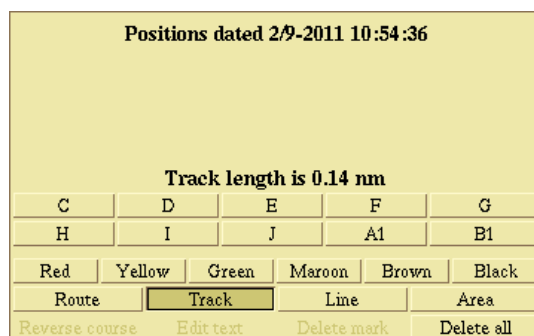 Positions dated 2/9-2011 10:54:36
Track length is 0.14 nm
C D E F G
H I J A1 B1
Red Yellow Green Maroon Brown Black
Route Track Line Area
Reverse course Edit text Delete mark Delete all